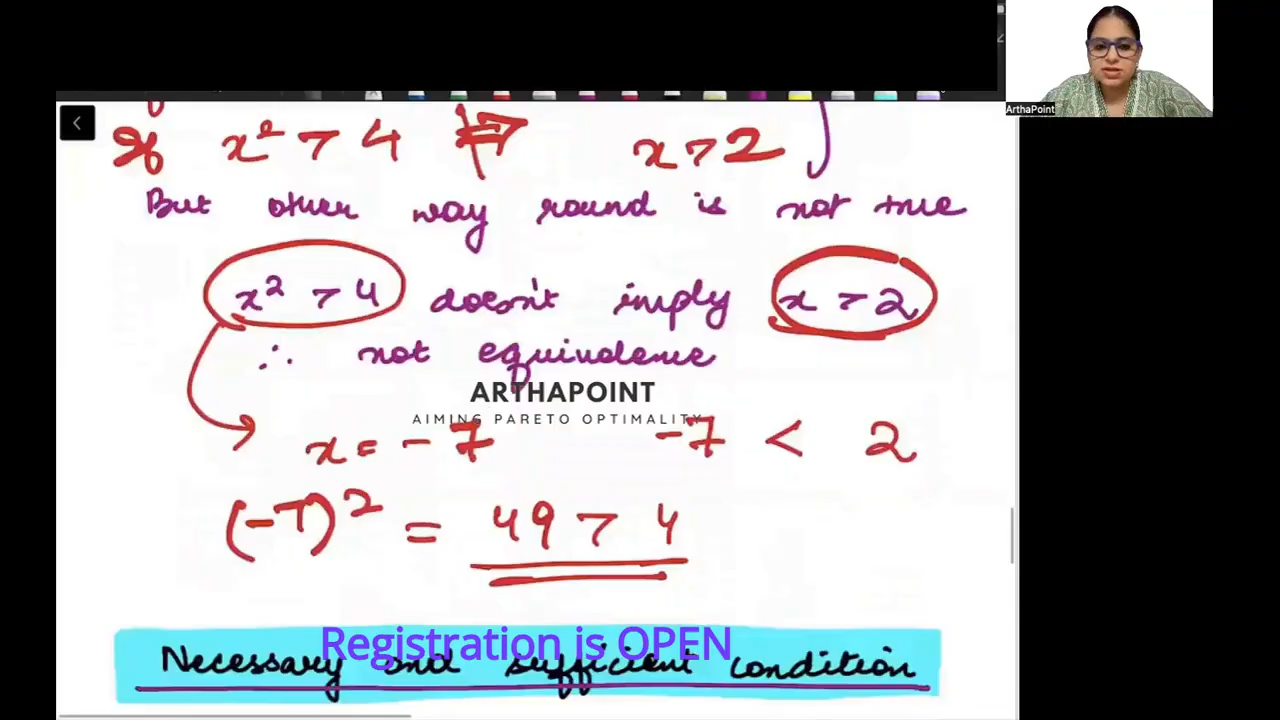 ArthaPoint
If x² > 4 ⇏ x > 2
But other way round is not true
x² > 4 doesn't imply x > 2
∴ not equivalence
ARTHAPOINT
AIMING PARETO OPTIMALITY
x = -7 -7 < 2
(-7)² = 49 > 4
Registration is OPEN
Necessary and sufficient condition